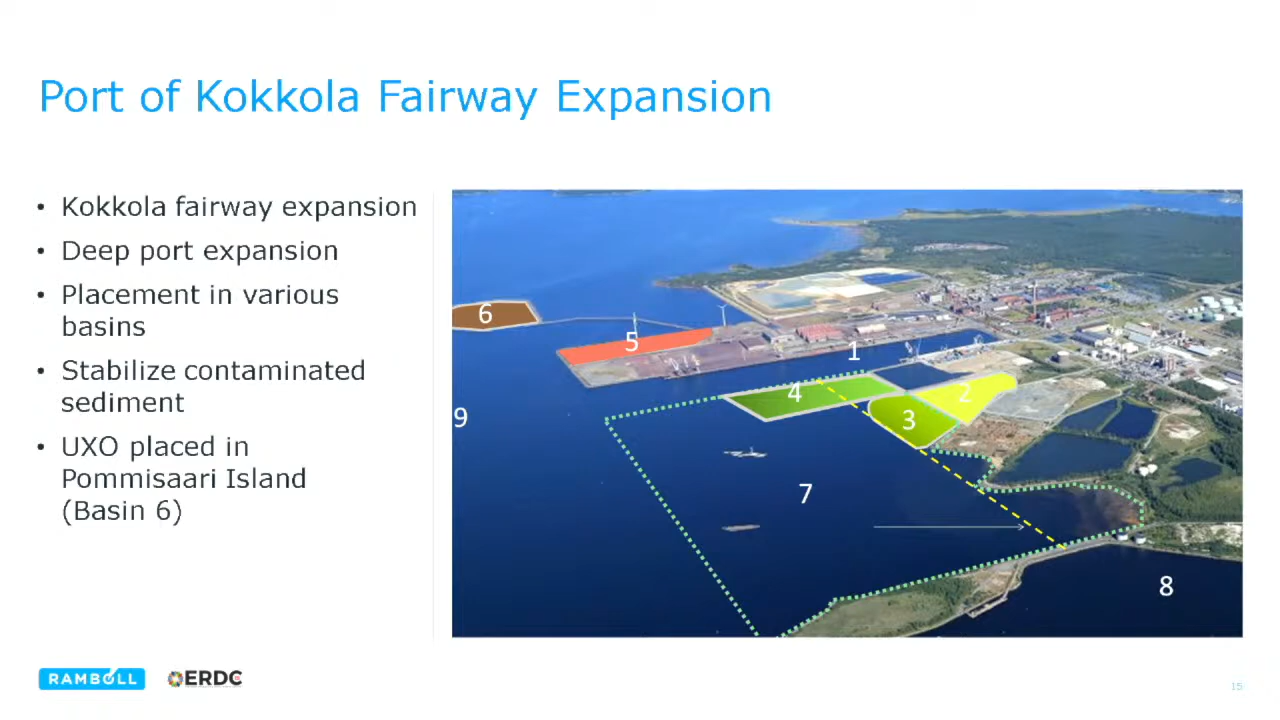 Port of Kokkola Fairway Expansion
• Kokkola fairway expansion
• Deep port expansion
• Placement in various
basins
• Stabilize contaminated
sediment
• UXO placed in
Pommisaari Island
(Basin 6)
6
5
1
4
2
3
9
7
8
RAMBOLL
ERDC
15